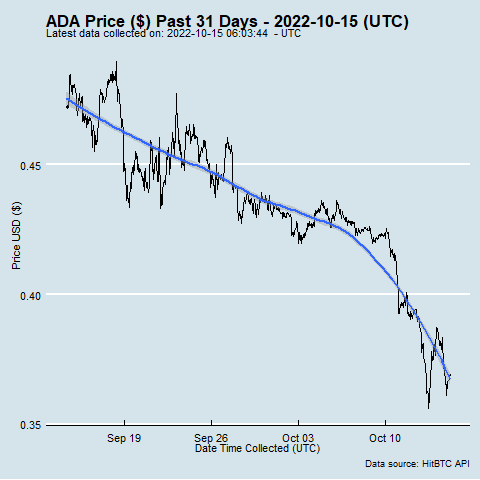 ADA Price ($) Past 31 Days - 2022-10-15 (UTC)
Latest data collected on: 2022-10-15 06:03:44 - UTC
Price USD ($)
0.45
0.40
0.35
Sep 19 Sep 26 Oct 03 Oct 10
Date Time Collected (UTC)
Data source: HitBTC API